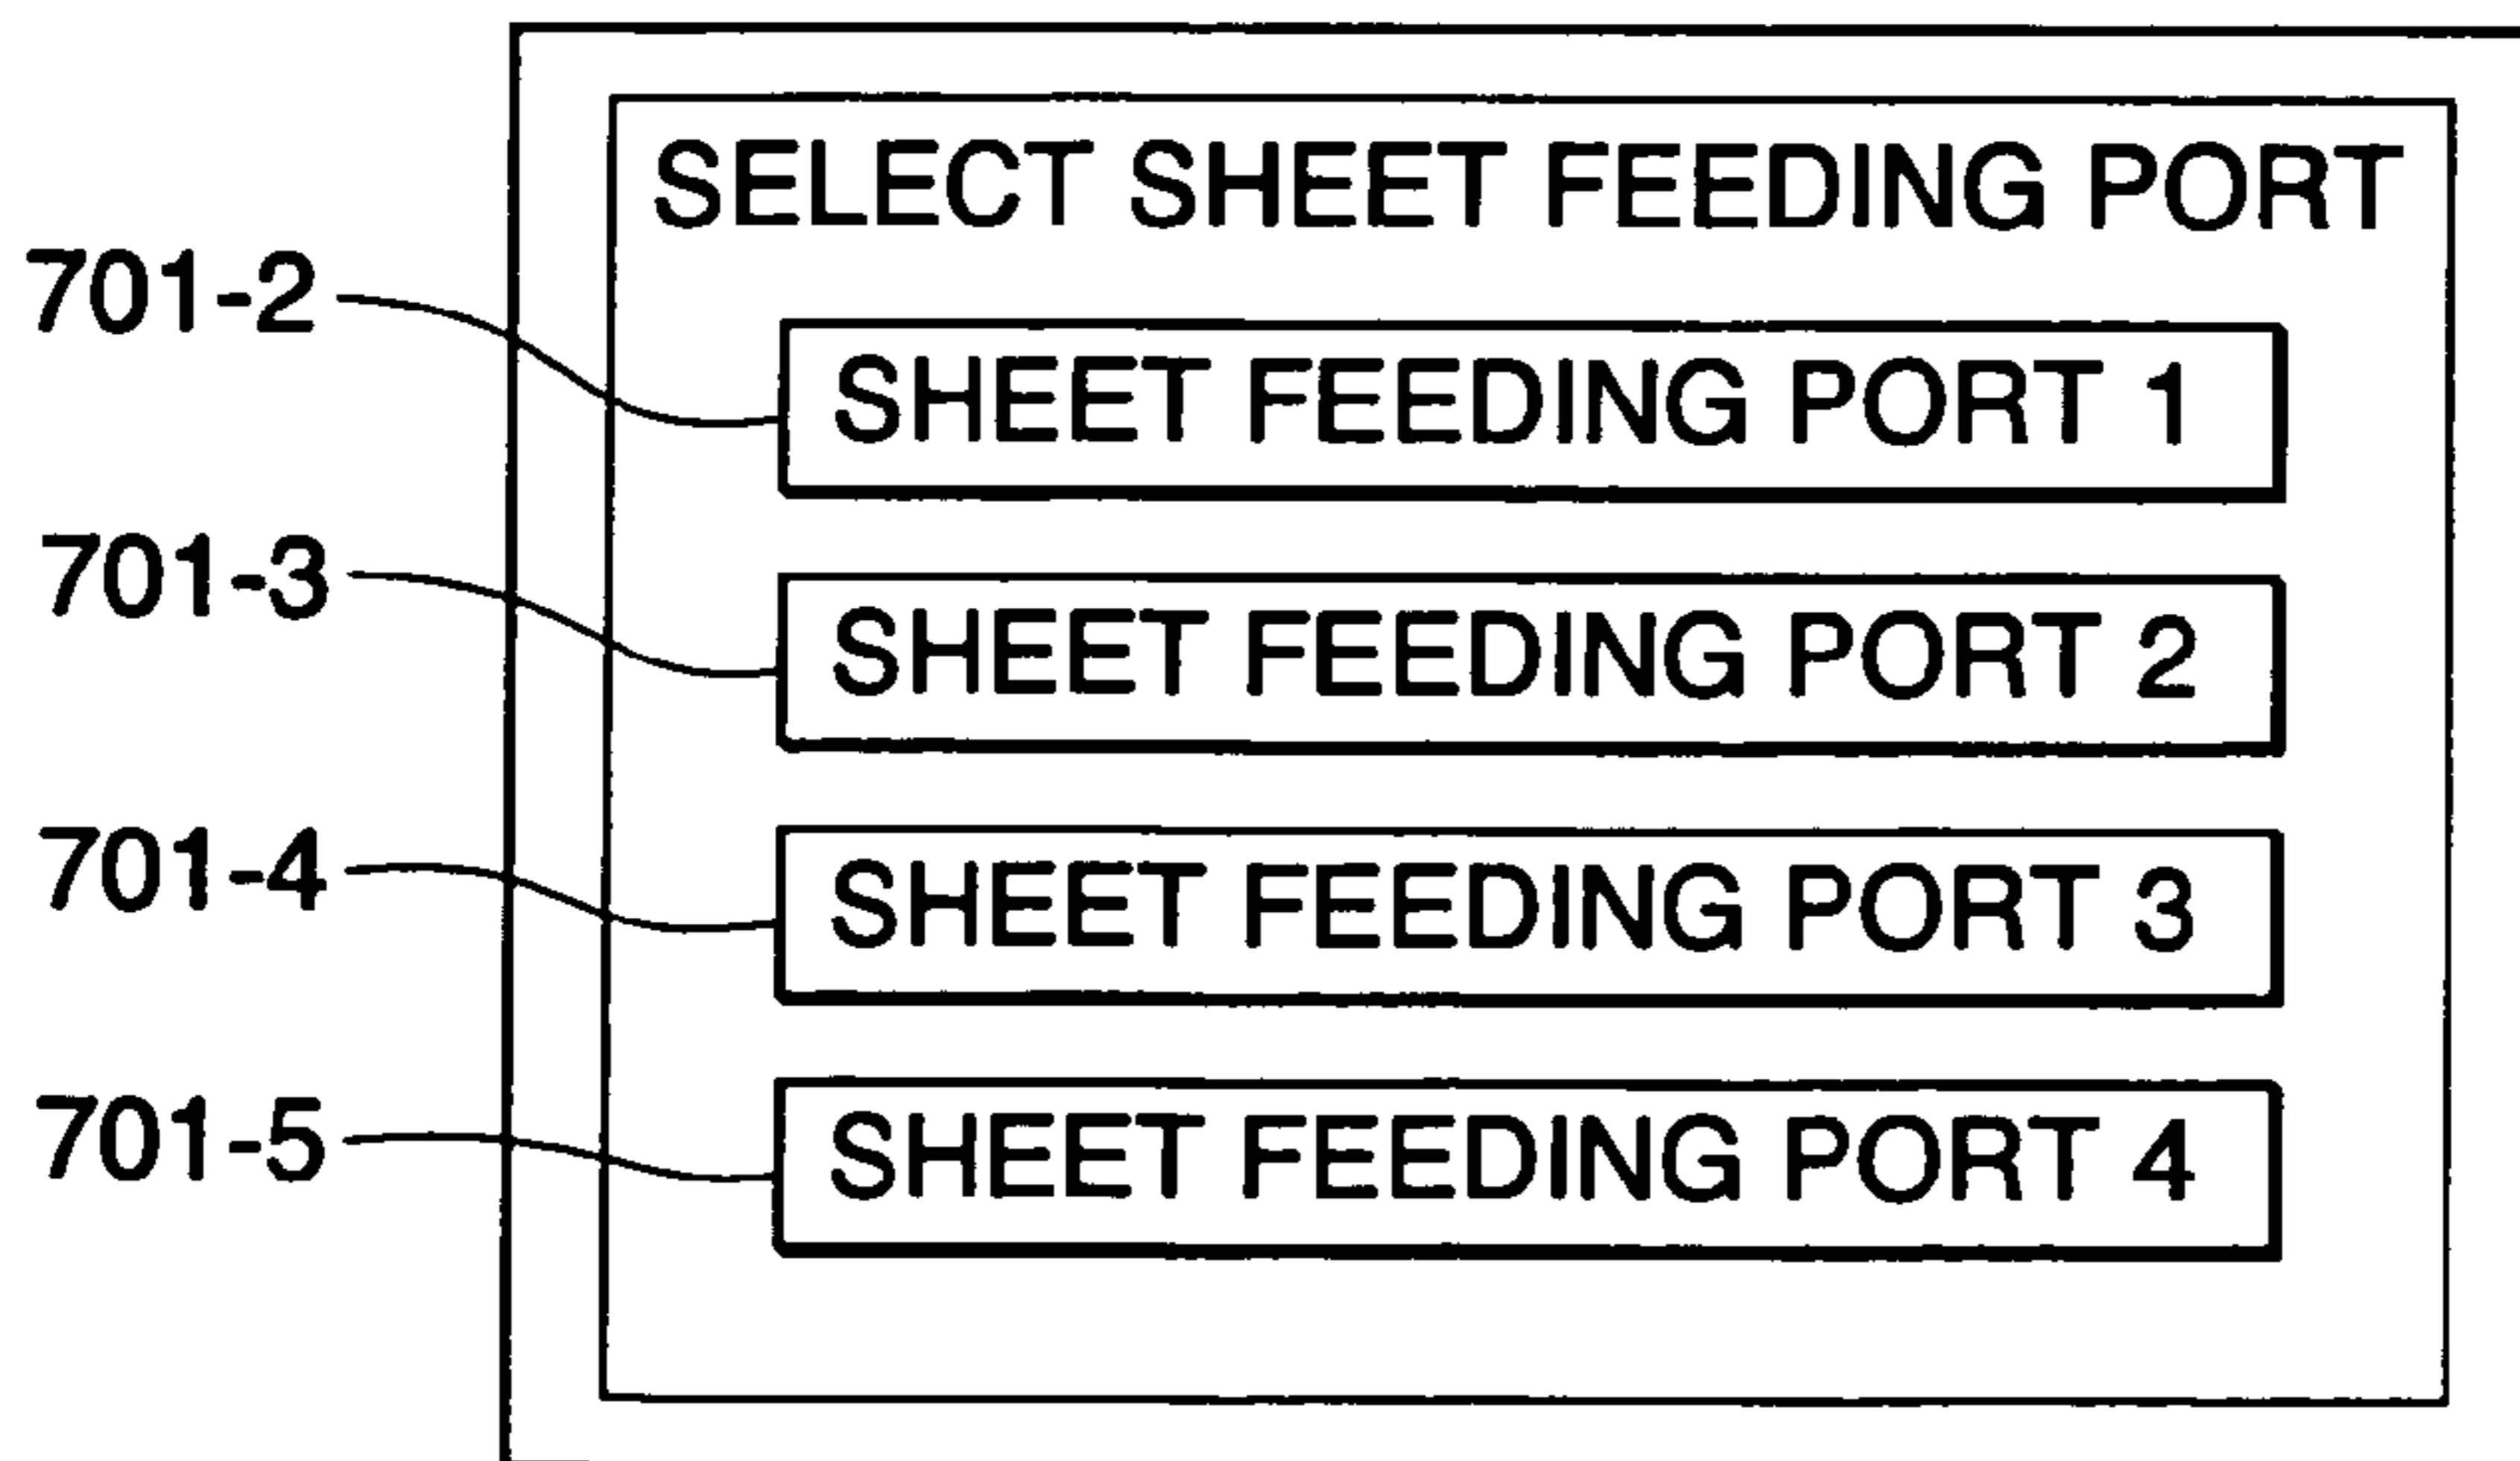 SELECT SHEET FEEDING PORT
701-2
SHEET FEEDING PORT 1
701-3
SHEET FEEDING PORT 2
701-4
SHEET FEEDING PORT 3
701-5
SHEET FEEDING PORT 4